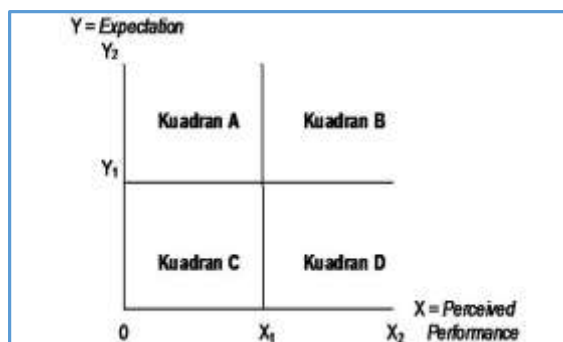 Y = Expectation
Y2
Kuadran A
Kuadran B
Y1
Kuadran C
Kuadran D
X = Perceived
Performance
0
X1
X2